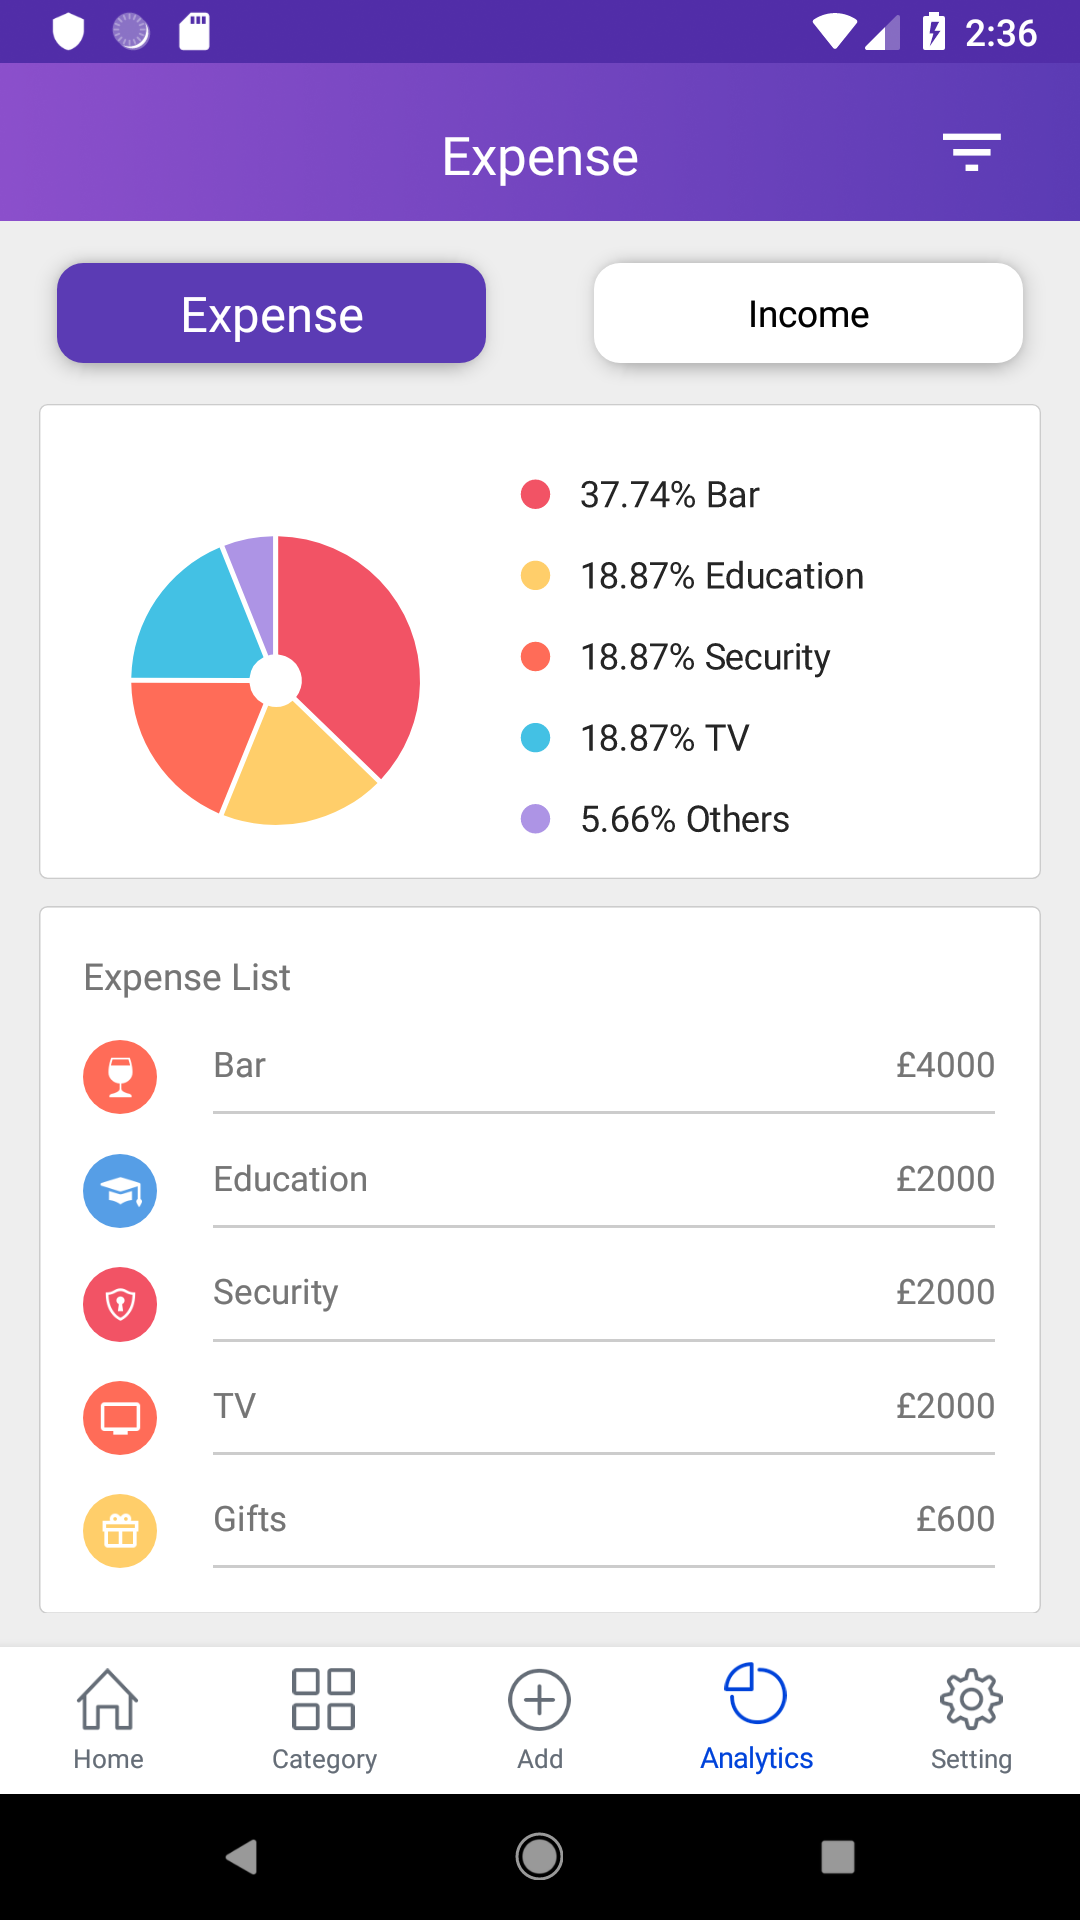 2:36
Expense
Expense
Income
37.74% Bar
18.87% Education
18.87% Security
18.87% TV
5.66% Others
Expense List
Bar £4000
Education £2000
Security £2000
TV £2000
Gifts £600
Home
Category
Add
Analytics
Setting